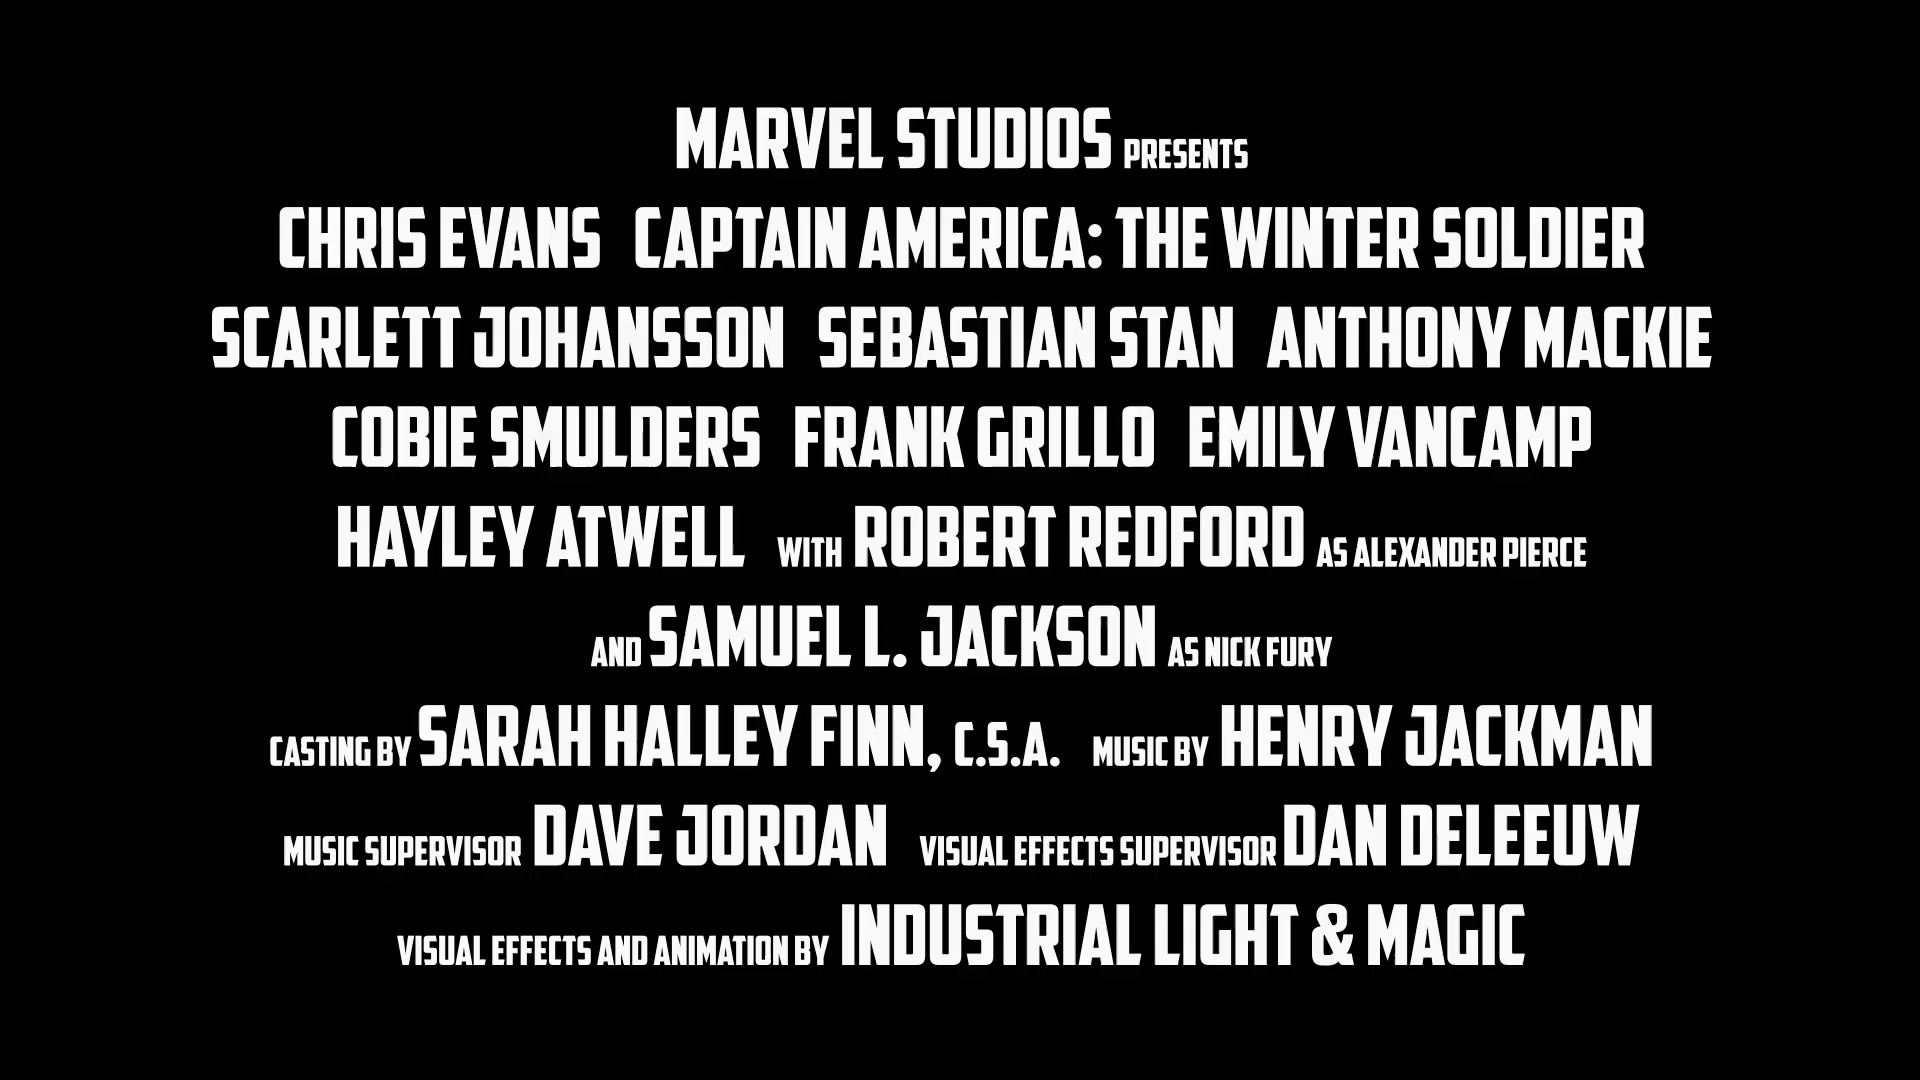 MARVEL STUDIOS PRESENTS
CHRIS EVANS CAPTAIN AMERICA: THE WINTER SOLDIER
SCARLETT JOHANSSON SEBASTIAN STAN ANTHONY MACKIE
COBIE SMULDERS FRANK GRILLO EMILY VANCAMP
HAYLEY ATWELL WITH ROBERT REDFORD AS ALEXANDER PIERCE
AND SAMUEL L. JACKSON AS NICK FURY
CASTING BY SARAH HALLEY FINN, C.S.A. MUSIC BY HENRY JACKMAN
MUSIC SUPERVISOR DAVE JORDAN VISUAL EFFECTS SUPERVISOR DAN DELEEUW
VISUAL EFFECTS AND ANIMATION BY INDUSTRIAL LIGHT & MAGIC